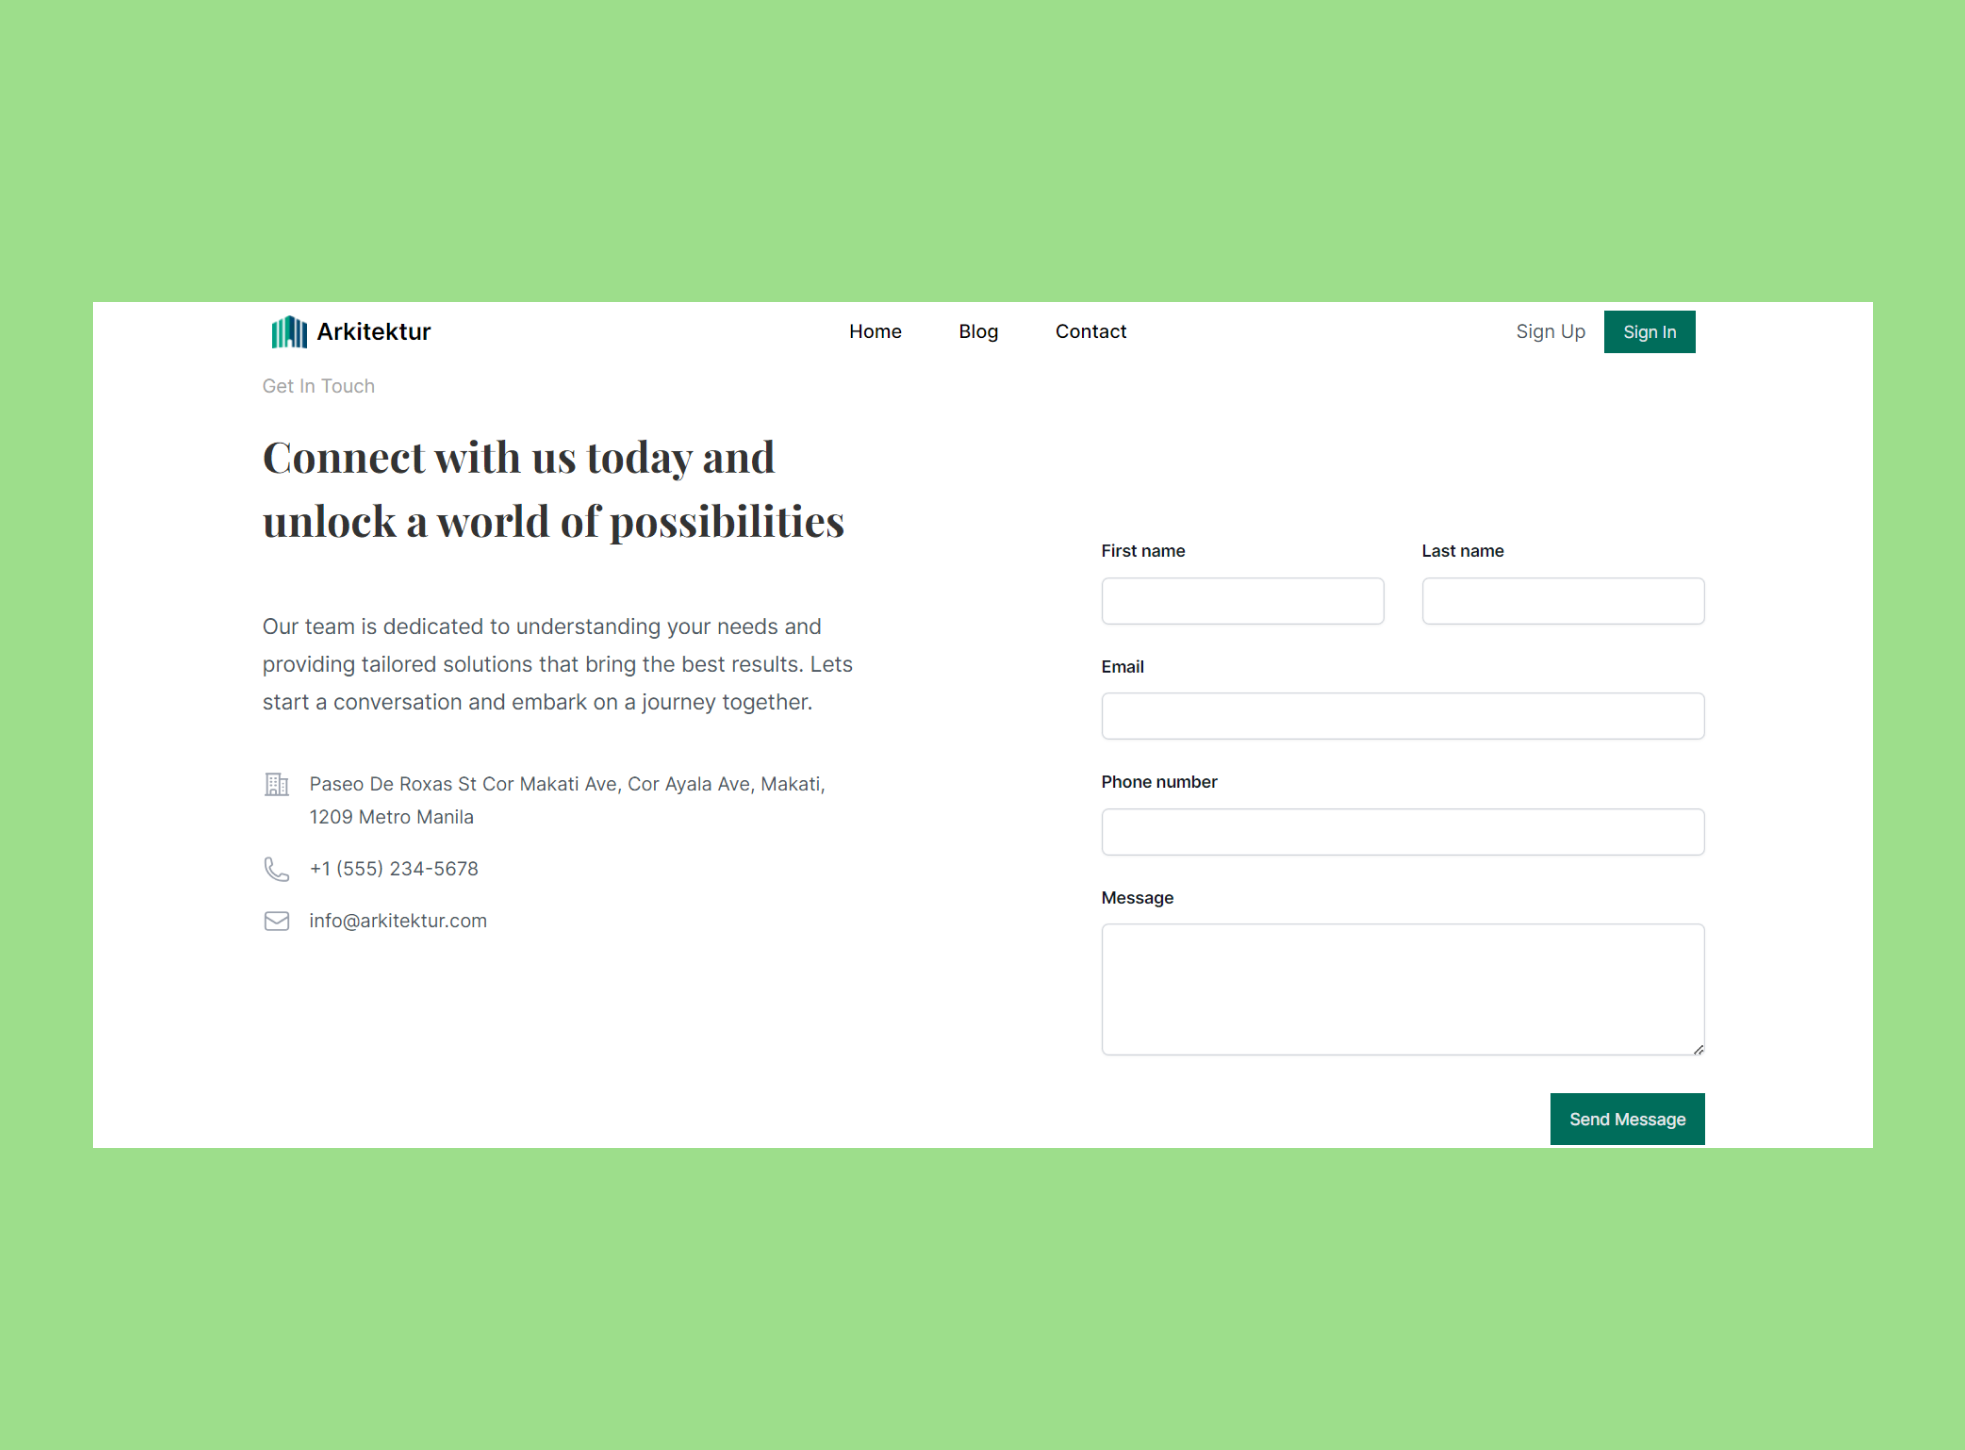 Arkitektur
Home
Blog
Contact
Sign Up
Sign In
Get In Touch
Connect with us today and
unlock a world of possibilities
Our team is dedicated to understanding your needs and
providing tailored solutions that bring the best results. Lets
start a conversation and embark on a journey together.
Paseo De Roxas St Cor Makati Ave, Cor Ayala Ave, Makati,
1209 Metro Manila
+1 (555) 234-5678
info@arkitektur.com
First name
Last name
Email
Phone number
Message
Send Message